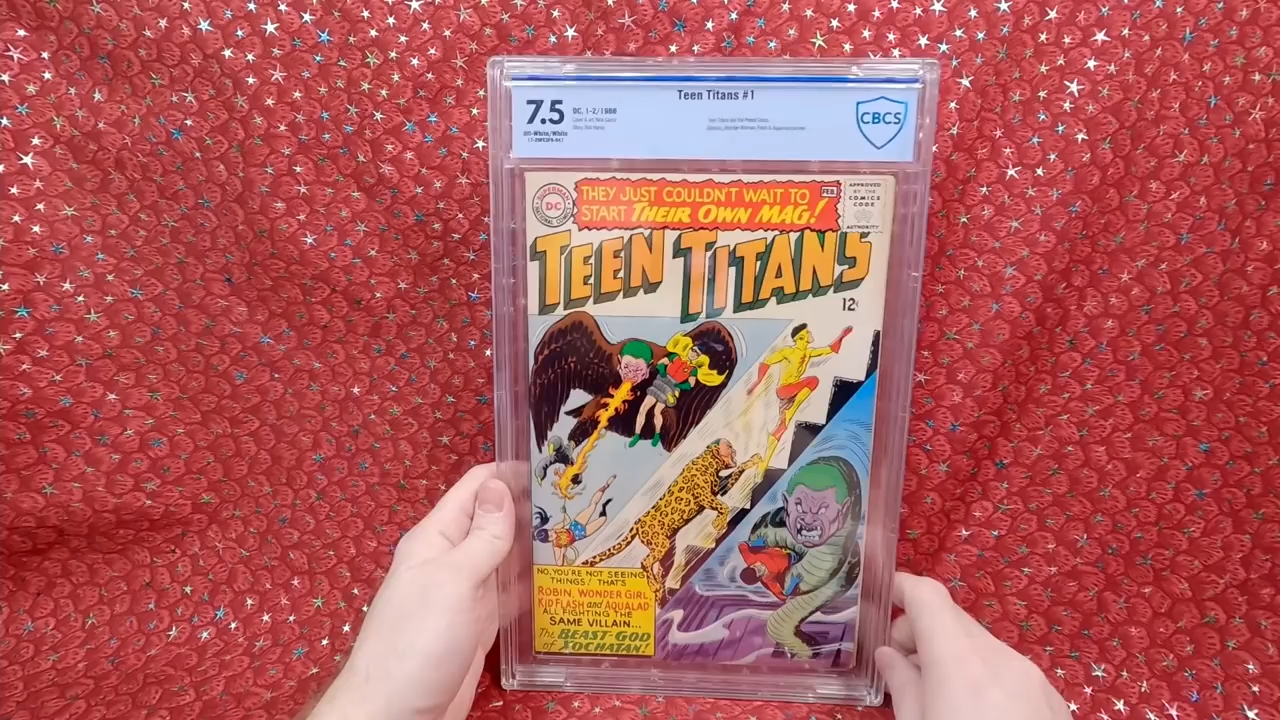 Teen Titans #1
7.5
DC, 1-2/1966
Off-White/White
CBCS
SUPERMAN
DC
NATIONAL COMICS
THEY JUST COULDN'T WAIT TO
START THEIR OWN MAG!
FEB.
APPROVED
BY THE
COMICS
CODE
AUTHORITY
TEEN TITANS
12¢
NO, YOU'RE NOT SEEING
THINGS! THAT'S
ROBIN, WONDER GIRL,
KID FLASH and AQUALAD-
ALL FIGHTING THE
SAME VILLAIN...
The BEAST-GOD
of XOCHATAN!